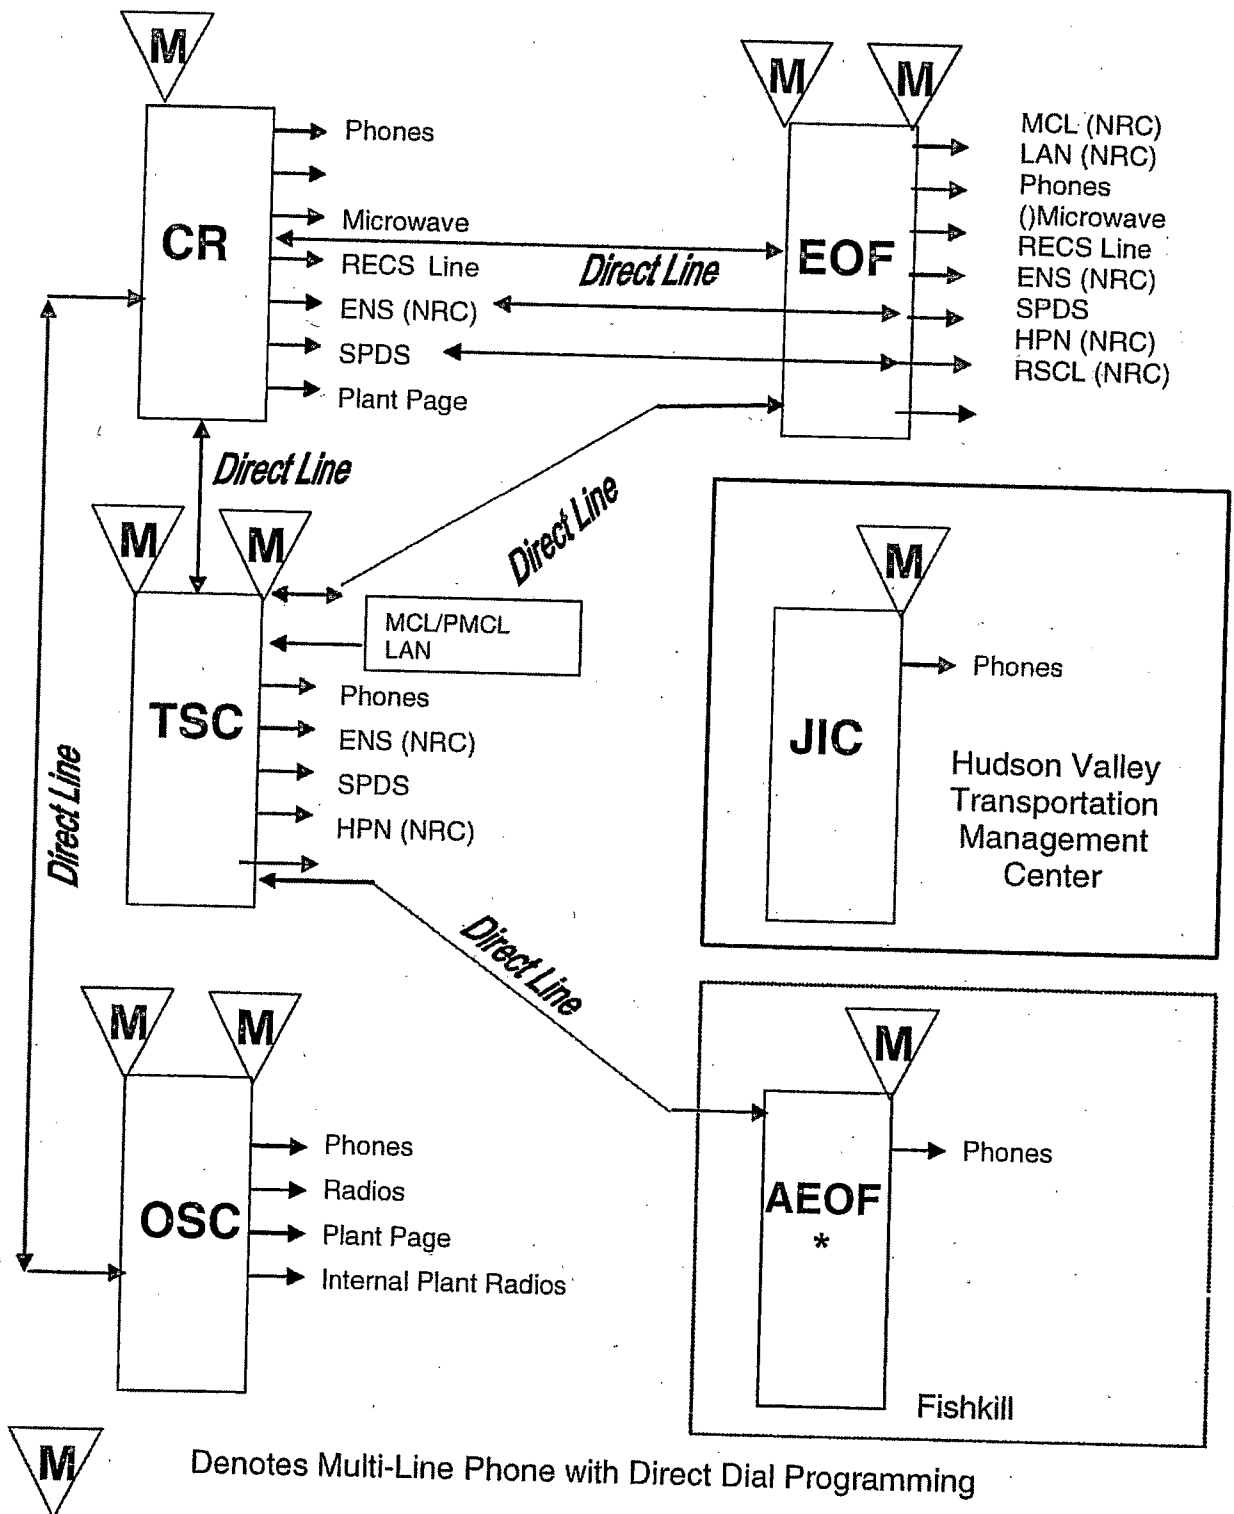 M
CR
Phones
Microwave
RECS Line
ENS (NRC)
SPDS
Plant Page
Direct Line
M
M
EOF
MCL (NRC)
LAN (NRC)
Phones
()Microwave
RECS Line
ENS (NRC)
SPDS
HPN (NRC)
RSCL (NRC)
Direct Line
Direct Line
Direct Line
M
M
TSC
MCL/PMCL
LAN
Phones
ENS (NRC)
SPDS
HPN (NRC)
Direct Line
M
JIC
Phones
Hudson Valley
Transportation
Management
Center
M
M
OSC
Phones
Radios
Plant Page
Internal Plant Radios
M
AEOF
*
Phones
Fishkill
M
Denotes Multi-Line Phone with Direct Dial Programming